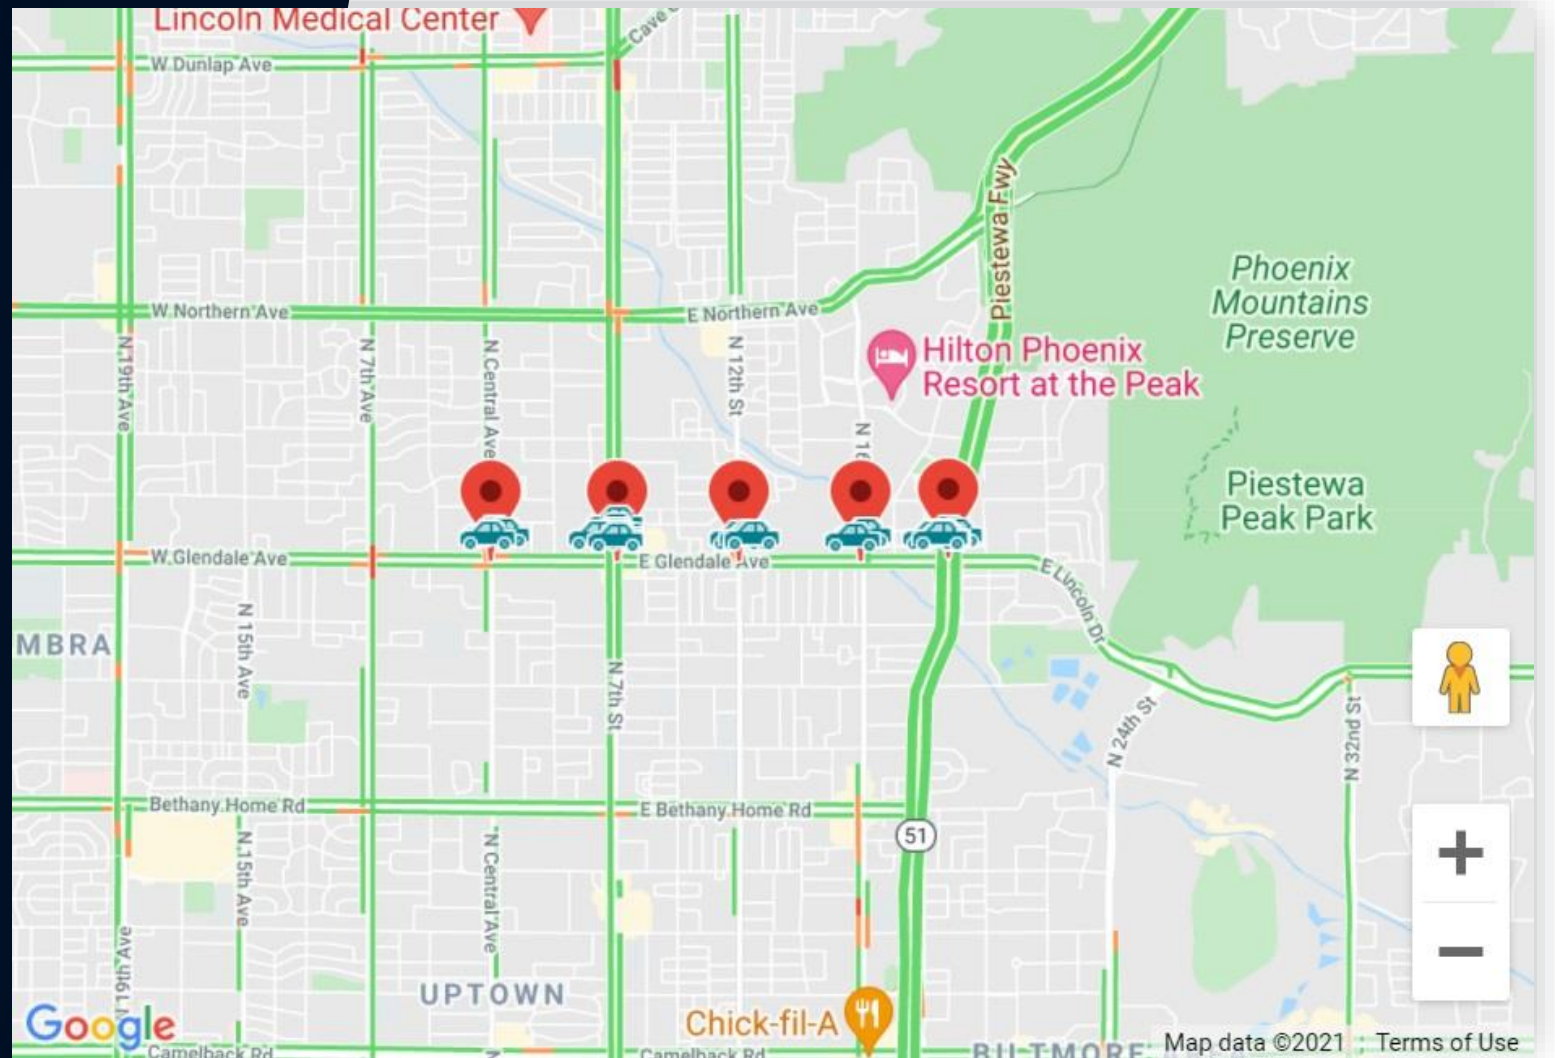 Lincoln Medical Center
Cave
W Dunlap Ave
Piestewa Fwy
Phoenix
Mountains
Preserve
W Northern Ave
E Northern Ave
N 19th Ave
N 7th Ave
N Central Ave
N 12th St
Hilton Phoenix
Resort at the Peak
N 16
Piestewa
Peak Park
W Glendale Ave
E Glendale Ave
E Lincoln Dr
MBRA
N 15th Ave
N 7th St
N 24th St
N 32nd St
Bethany Home Rd
E Bethany Home Rd
51
N 15th Ave
N Central Ave
N 19th Ave
UPTOWN
Chick-fil-A
Google
Camelback Rd
N
Camelback Rd
BILTMORE
Map data ©2021
Terms of Use